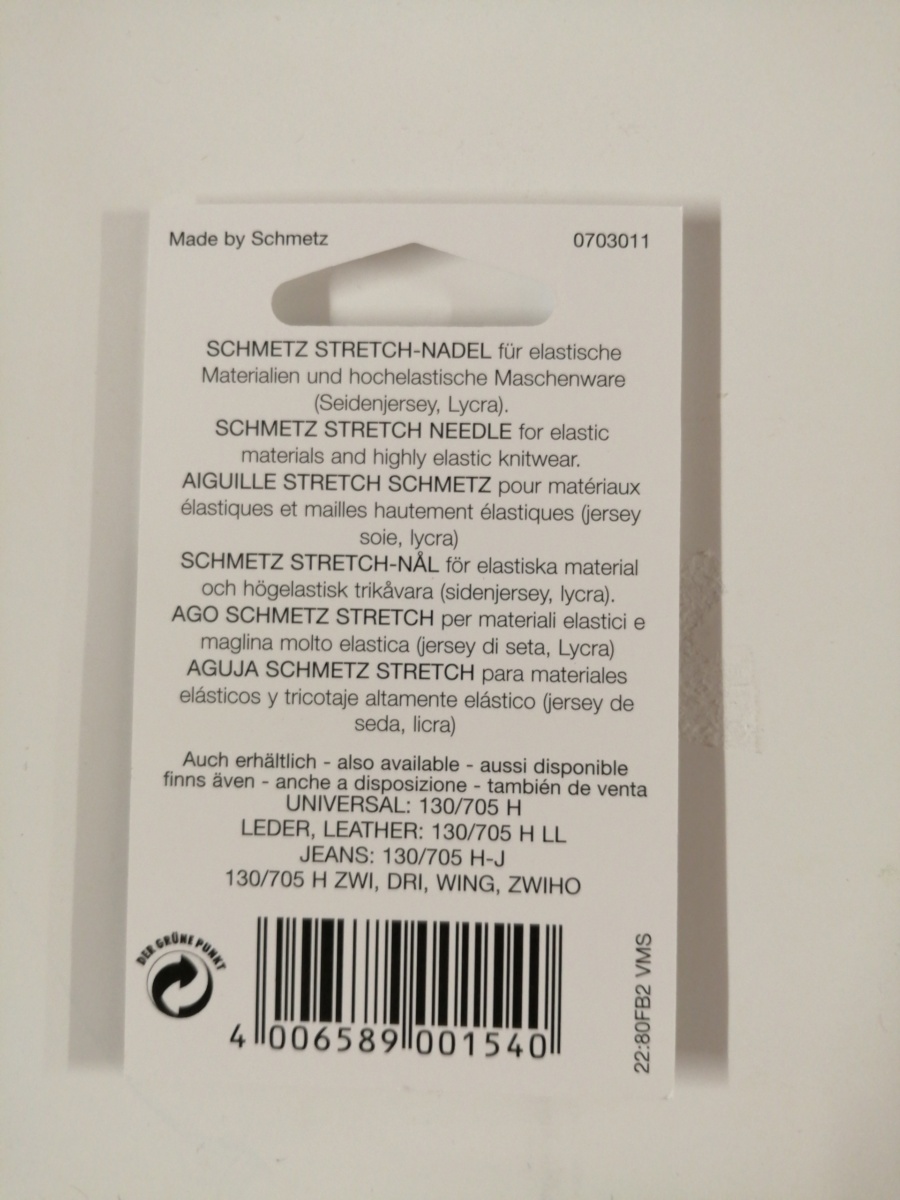 Made by Schmetz
0703011
SCHMETZ STRETCH-NADEL für elastische
Materialien und hochelastische Maschenware
(Seidenjersey, Lycra).
SCHMETZ STRETCH NEEDLE for elastic
materials and highly elastic knitwear.
AIGUILLE STRETCH SCHMETZ pour matériaux
élastiques et mailles hautement élastiques (jersey
soie, lycra)
SCHMETZ STRETCH-NÅL för elastiska material
och högelastisk trikåvara (sidenjersey, lycra).
AGO SCHMETZ STRETCH per materiali elastici e
maglina molto elastica (jersey di seta, Lycra)
AGUJA SCHMETZ STRETCH para materiales
elásticos y tricotaje altamente elástico (jersey de
seda, licra)
Auch erhältlich - also available - aussi disponible
finns även - anche a disposizione - también de venta
UNIVERSAL: 130/705 H
LEDER, LEATHER: 130/705 H LL
JEANS: 130/705 H-J
130/705 H ZWI, DRI, WING, ZWIHO
DER GRÜNE PUNKT
4 006589 001540
22:80FB2 VMS